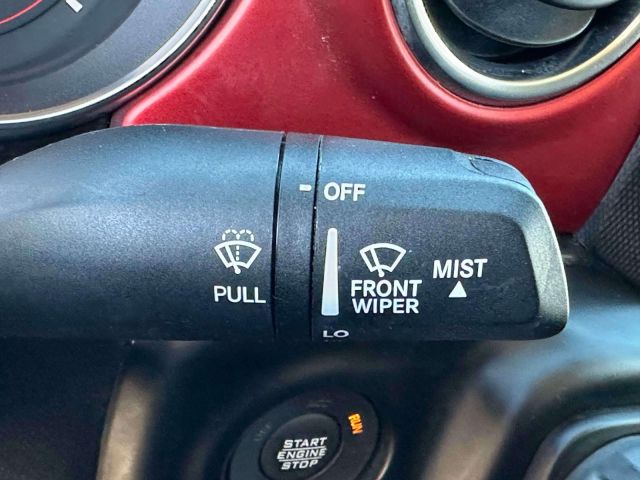 OFF
PULL
FRONT
WIPER
MIST
LO
RUN
START
ENGINE
STOP